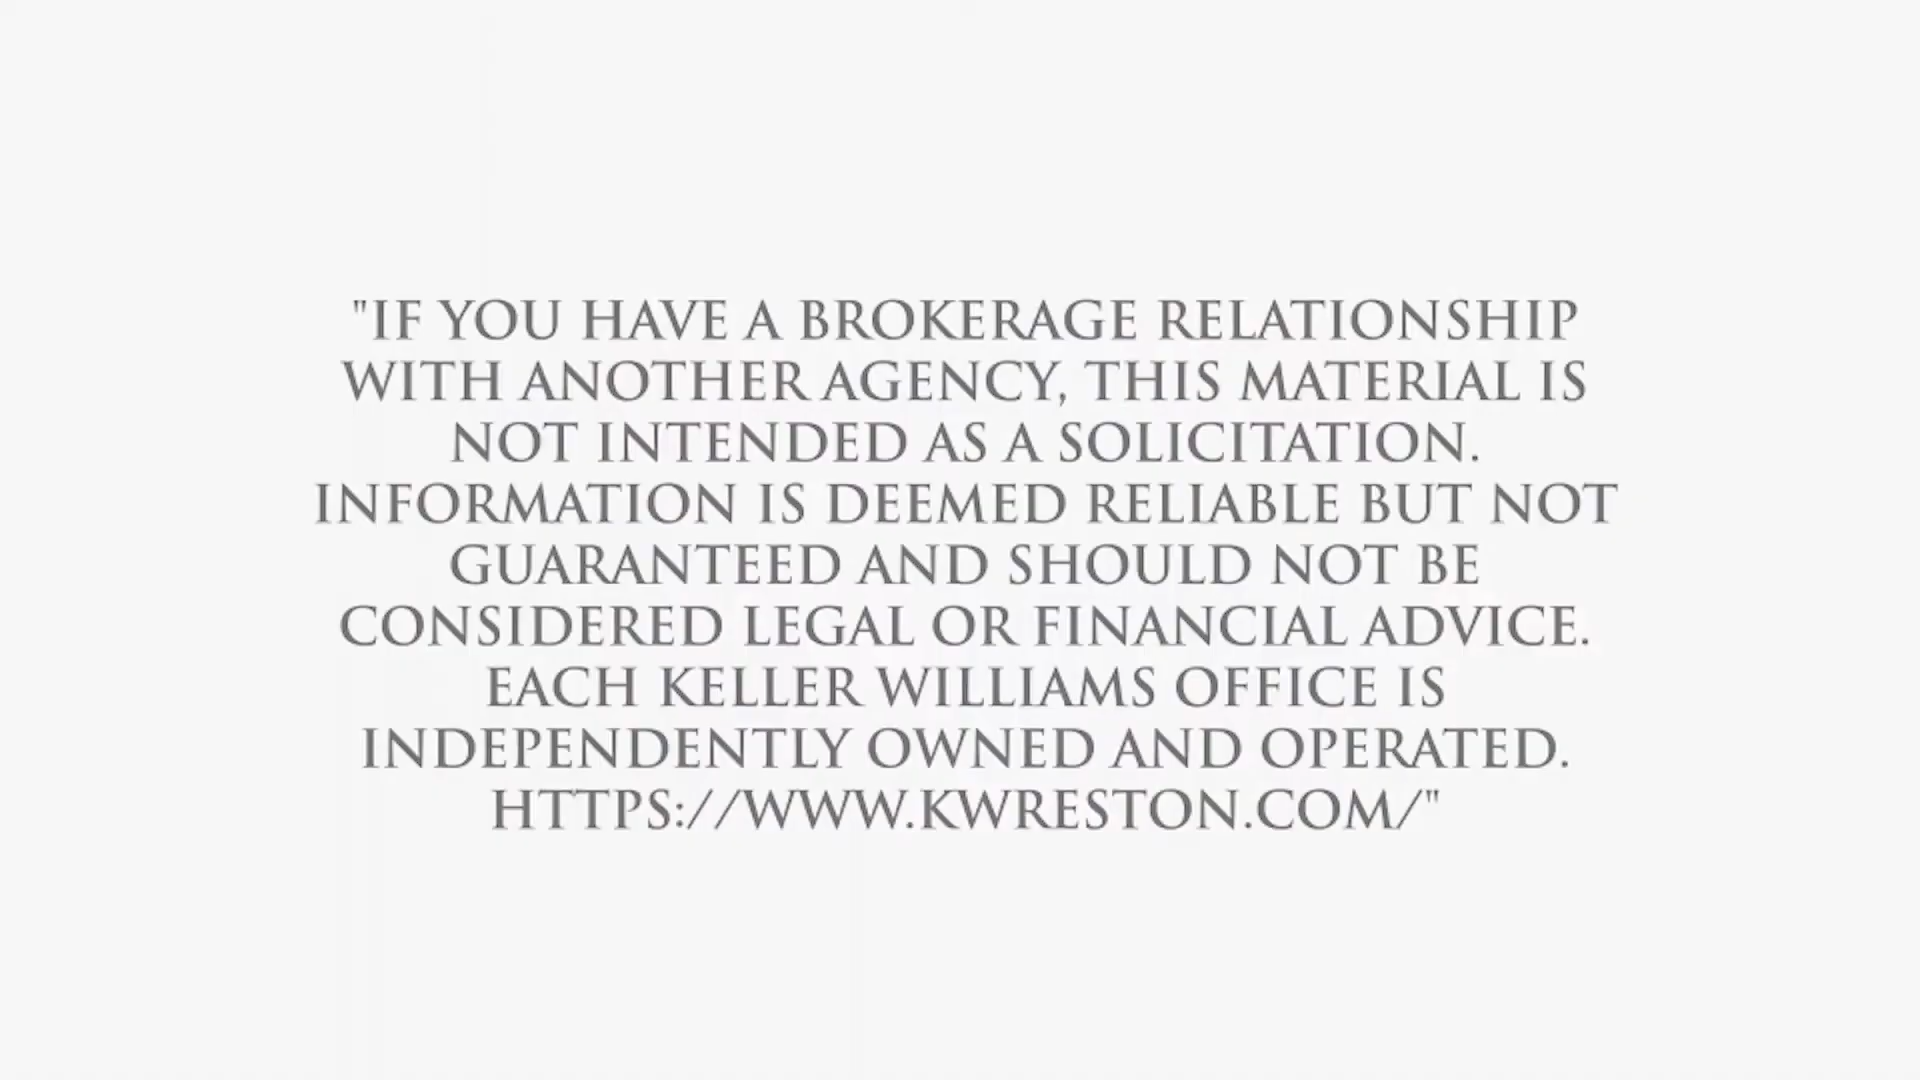 "IF YOU HAVE A BROKERAGE RELATIONSHIP
WITH ANOTHER AGENCY, THIS MATERIAL IS
NOT INTENDED AS A SOLICITATION.
INFORMATION IS DEEMED RELIABLE BUT NOT
GUARANTEED AND SHOULD NOT BE
CONSIDERED LEGAL OR FINANCIAL ADVICE.
EACH KELLER WILLIAMS OFFICE IS
INDEPENDENTLY OWNED AND OPERATED.
HTTPS://WWW.KWRESTON.COM/"